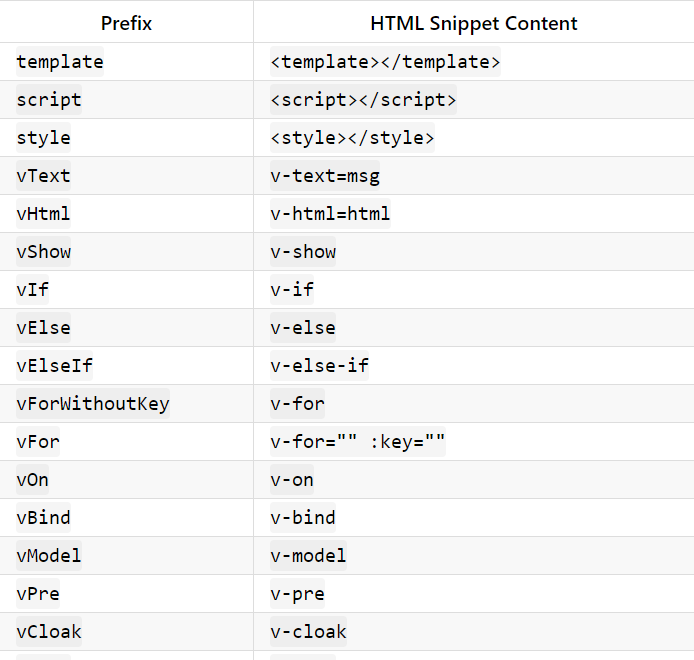 Prefix HTML Snippet Content
template <template></template>
script <script></script>
style <style></style>
vText v-text=msg
vHtml v-html=html
vShow v-show
vIf v-if
vElse v-else
vElseIf v-else-if
vForWithoutKey v-for
vFor v-for="" :key=""
vOn v-on
vBind v-bind
vModel v-model
vPre v-pre
vCloak v-cloak